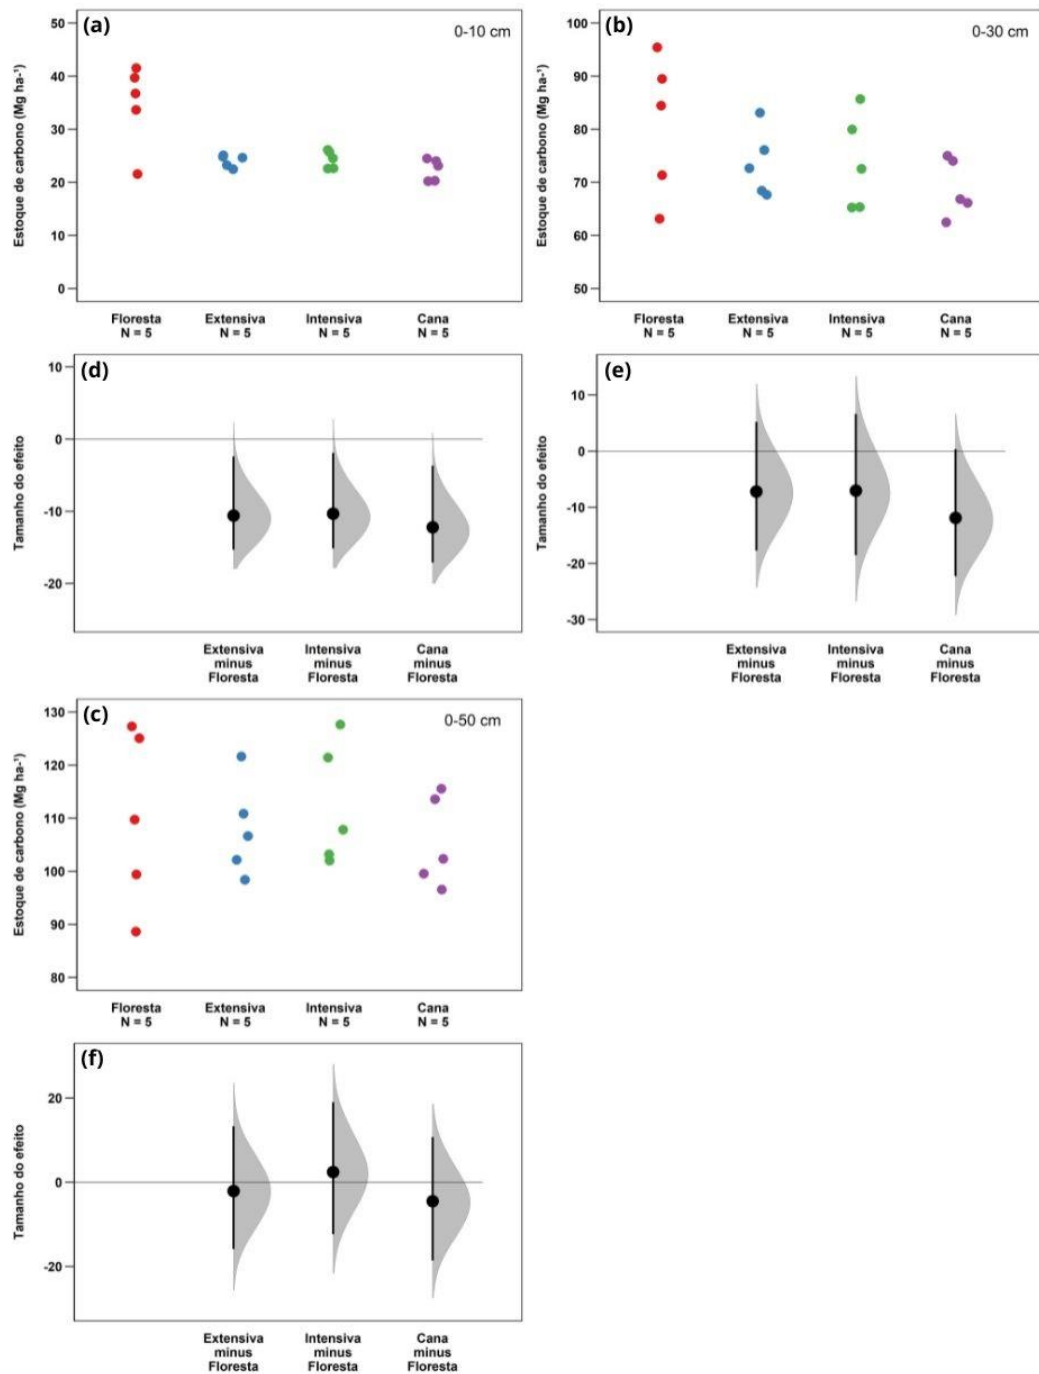 (a)
0-10 cm
Estoque de carbono (Mg ha-¹)
50
40
30
20
10
0
Floresta
N = 5
Extensiva
N = 5
Intensiva
N = 5
Cana
N = 5
(b)
0-30 cm
Estoque de carbono (Mg ha-¹)
100
90
80
70
60
50
Floresta
N = 5
Extensiva
N = 5
Intensiva
N = 5
Cana
N = 5
(d)
Tamanho do efeito
10
0
-10
-20
Extensiva
minus
Floresta
Intensiva
minus
Floresta
Cana
minus
Floresta
(e)
Tamanho do efeito
10
0
-10
-20
-30
Extensiva
minus
Floresta
Intensiva
minus
Floresta
Cana
minus
Floresta
(c)
0-50 cm
Estoque de carbono (Mg ha-¹)
130
120
110
100
90
80
Floresta
N = 5
Extensiva
N = 5
Intensiva
N = 5
Cana
N = 5
(f)
Tamanho do efeito
20
0
-20
Extensiva
minus
Floresta
Intensiva
minus
Floresta
Cana
minus
Floresta